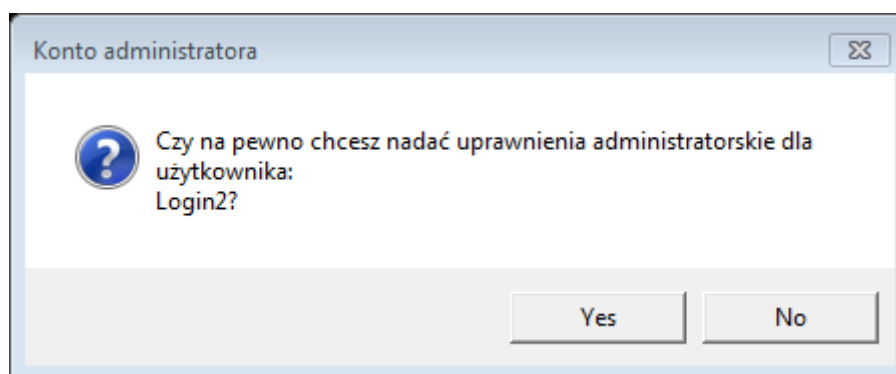 Konto administratora
Czy na pewno chcesz nadać uprawnienia administratorskie dla
użytkownika:
Login2?
Yes
No